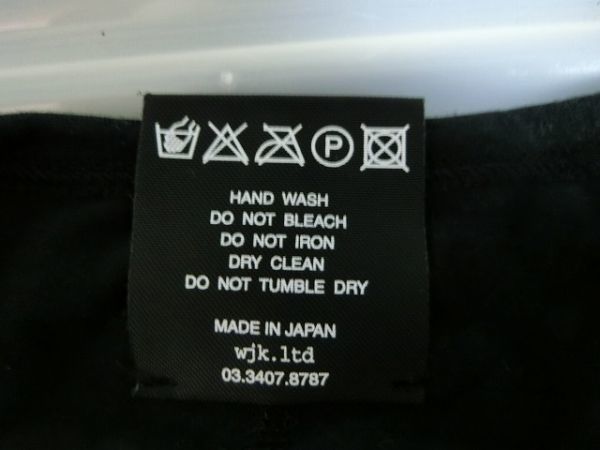 P
HAND WASH
DO NOT BLEACH
DO NOT IRON
DRY CLEAN
DO NOT TUMBLE DRY
MADE IN JAPAN
wjk.ltd
03.3407.8787